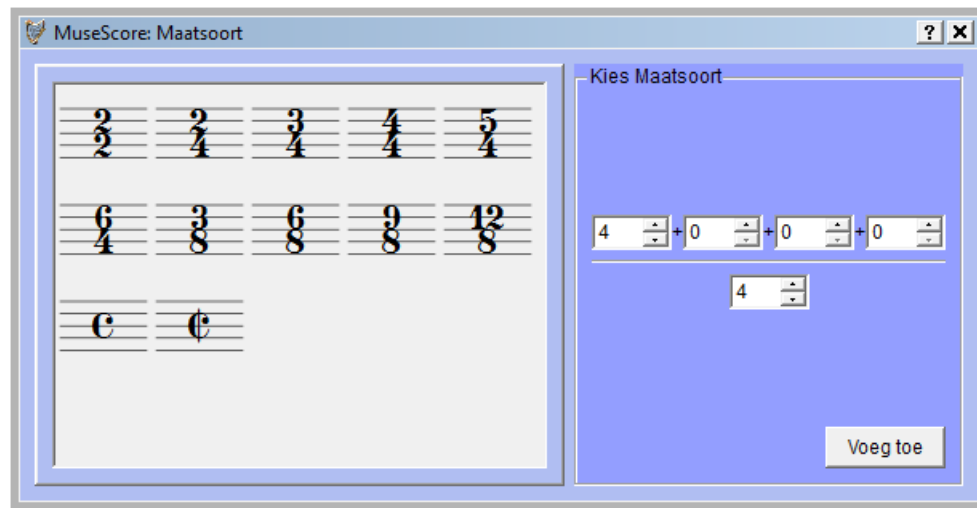 MuseScore: Maatsoort
?
Kies Maatsoort
2 2 3 4 5
2 4 4 4 4
6 3 6 9 12
4 8 8 8 8
4 + 0 + 0 + 0
4
Voeg toe